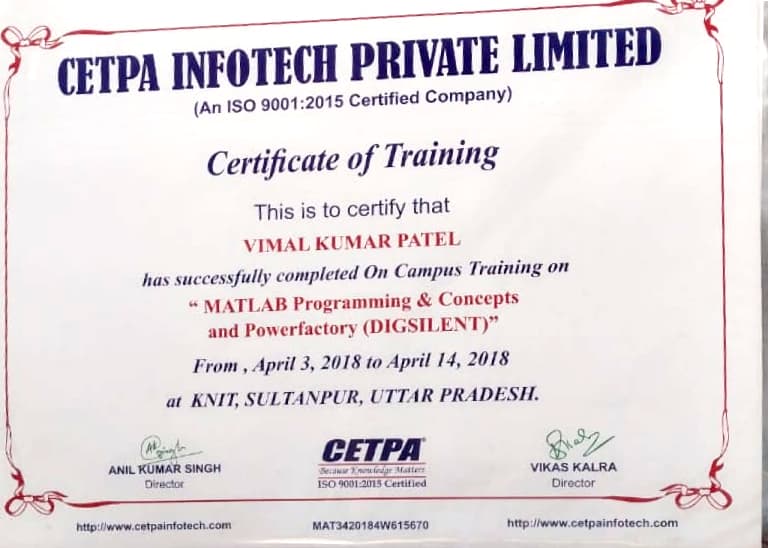 CETPA INFOTECH PRIVATE LIMITED
(An ISO 9001:2015 Certified Company)
Certificate of Training
This is to certify that
VIMAL KUMAR PATEL
has successfully completed On Campus Training on
“ MATLAB Programming & Concepts
and Powerfactory (DIGSILENT)”
From , April 3, 2018 to April 14, 2018
at KNIT, SULTANPUR, UTTAR PRADESH.
AK Singh
ANIL KUMAR SINGH
Director
CETPA®
Because Knowledge Matters
ISO 9001:2015 Certified
VIKAS KALRA
Director
http://www.cetpainfotech.com
MAT3420184W615670
http://www.cetpainfotech.com